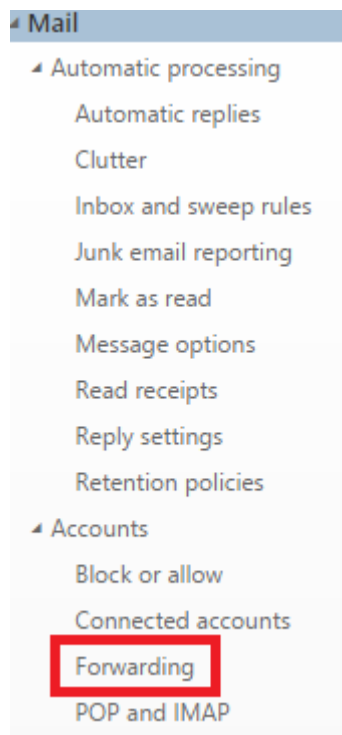 Mail
Automatic processing
Automatic replies
Clutter
Inbox and sweep rules
Junk email reporting
Mark as read
Message options
Read receipts
Reply settings
Retention policies
Accounts
Block or allow
Connected accounts
Forwarding
POP and IMAP